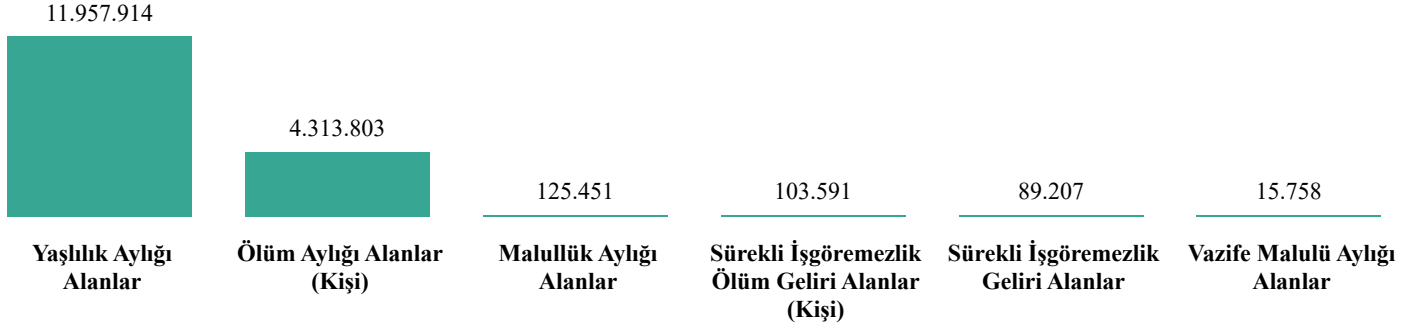 11.957.914
4.313.803
125.451
103.591
89.207
15.758
Yaşlılık Aylığı
Alanlar
Ölüm Aylığı Alanlar
(Kişi)
Malullük Aylığı
Alanlar
Sürekli İşgöremezlik
Ölüm Geliri Alanlar
(Kişi)
Sürekli İşgöremezlik
Geliri Alanlar
Vazife Malulü Aylığı
Alanlar